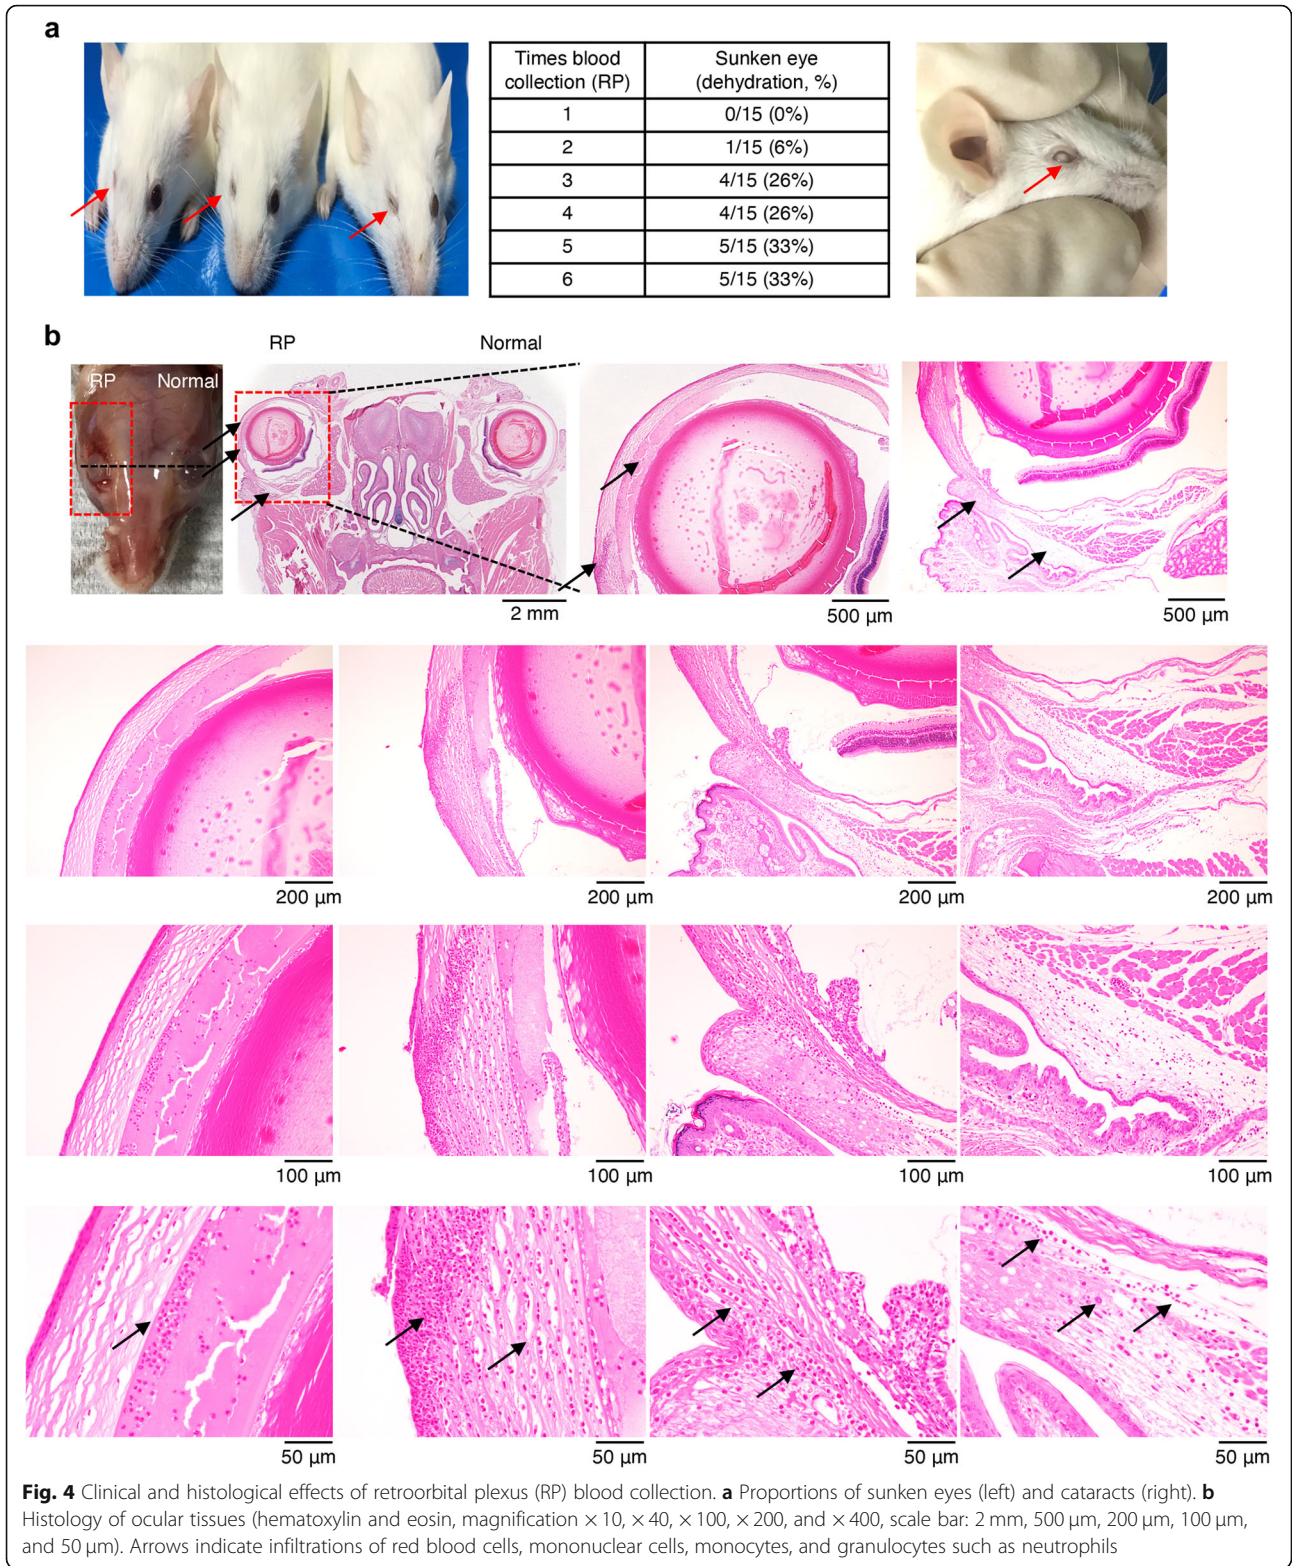 a
Times blood
collection (RP)
Sunken eye
(dehydration, %)
1
0/15 (0%)
2
1/15 (6%)
3
4/15 (26%)
4
4/15 (26%)
5
5/15 (33%)
6
5/15 (33%)
b
RP
Normal
RP
Normal
2 mm
500 µm
500 µm
200 µm
200 µm
200 µm
200 µm
100 µm
100 µm
100 µm
100 µm
50 µm
50 µm
50 µm
50 µm
Fig. 4 Clinical and histological effects of retroorbital plexus (RP) blood collection. a Proportions of sunken eyes (left) and cataracts (right). b
Histology of ocular tissues (hematoxylin and eosin, magnification × 10, × 40, × 100, × 200, and × 400, scale bar: 2 mm, 500 µm, 200 µm, 100 µm,
and 50 µm). Arrows indicate infiltrations of red blood cells, mononuclear cells, monocytes, and granulocytes such as neutrophils